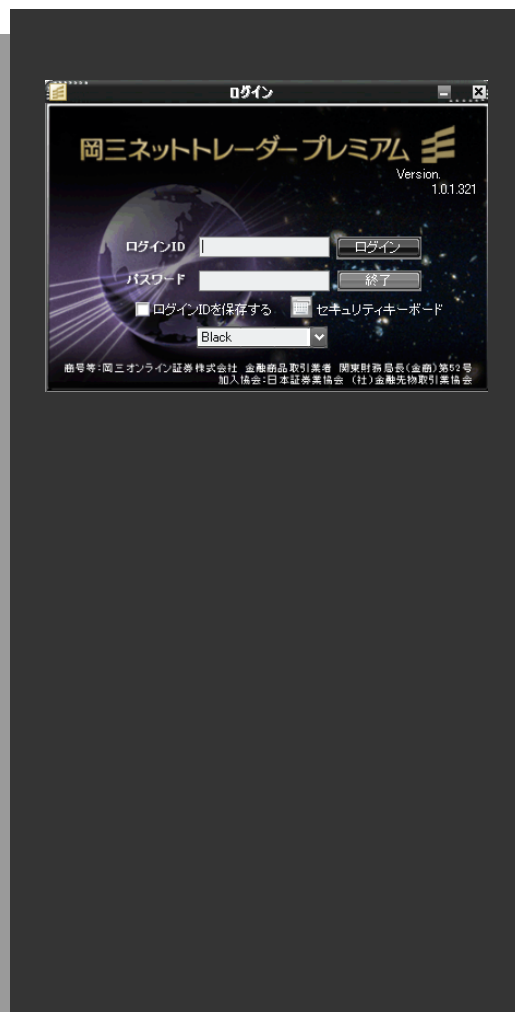 ログイン
岡三ネットトレーダープレミアム
Version.
1.0.1.321
ログインID ログイン
パスワード 終了
ログインIDを保存する セキュリティキーボード
Black
商号等:岡三オンライン証券株式会社 金融商品取引業者 関東財務局長(金商)第52号
加入協会:日本証券業協会 (社)金融先物取引業協会